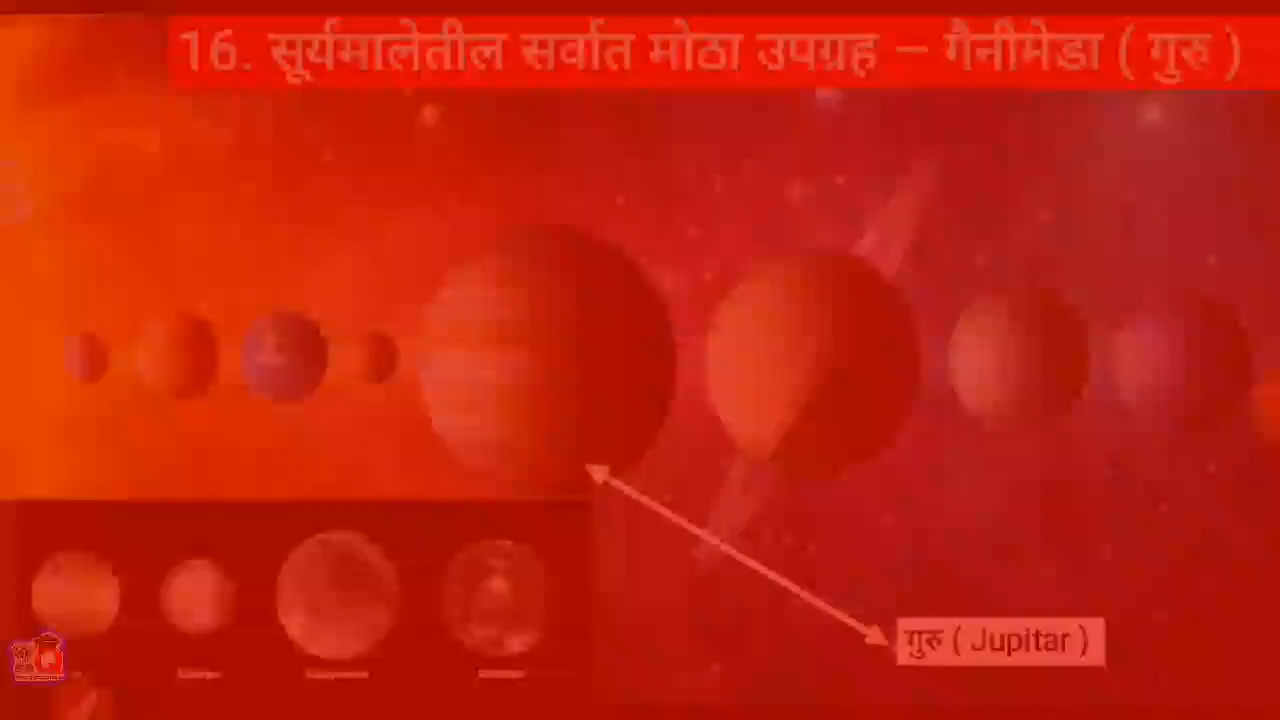 16. सूर्यमालेतील सर्वात मोठा उपग्रह – गैनीमेडा ( गुरु )
गुरु ( Jupitar )